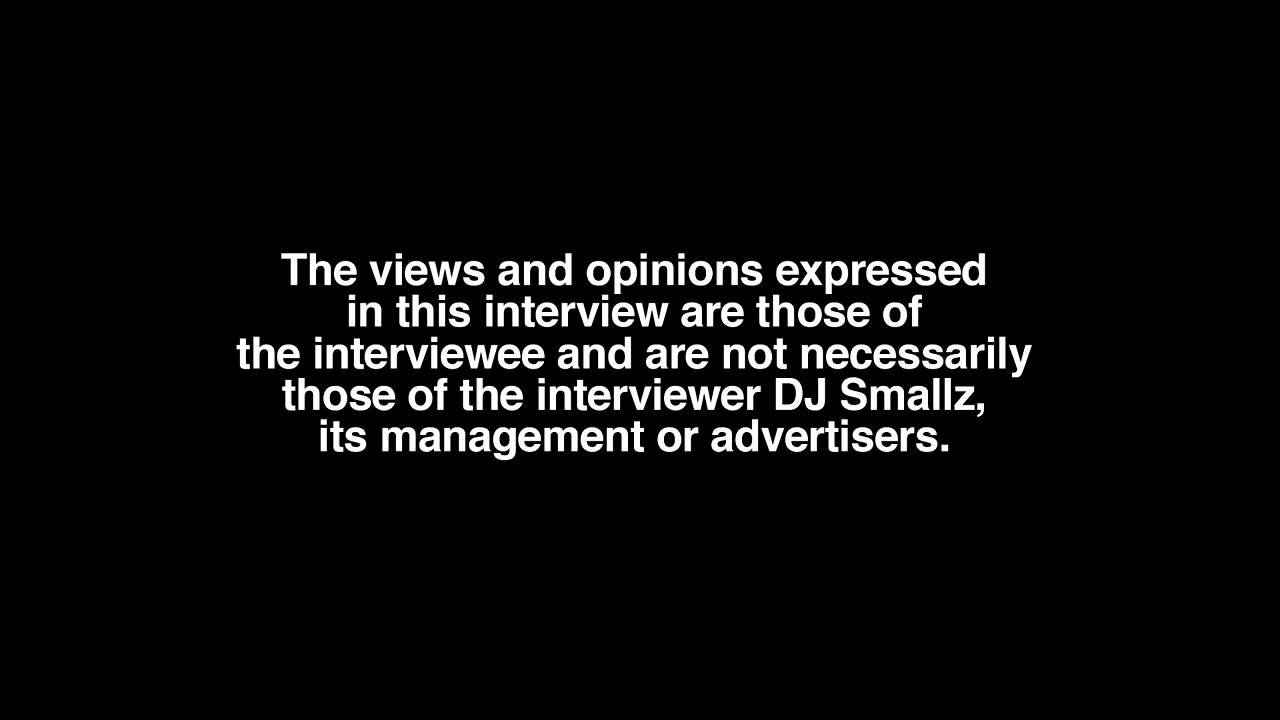 The views and opinions expressed
in this interview are those of
the interviewee and are not necessarily
those of the interviewer DJ Smallz,
its management or advertisers.